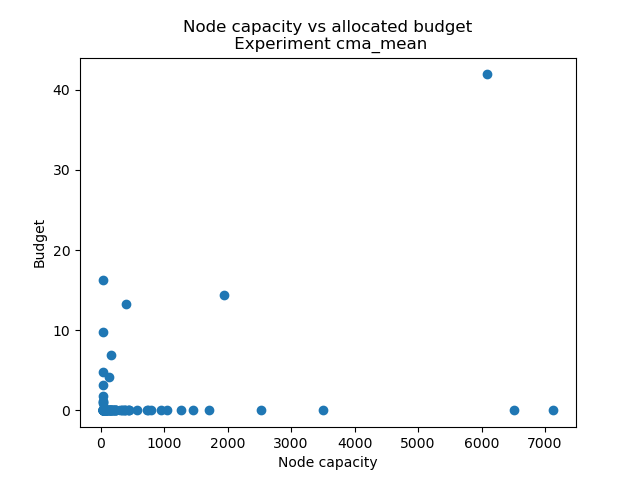 Node capacity vs allocated budget
Experiment cma_mean
40
30
20
10
0
Budget
0 1000 2000 3000 4000 5000 6000 7000
Node capacity